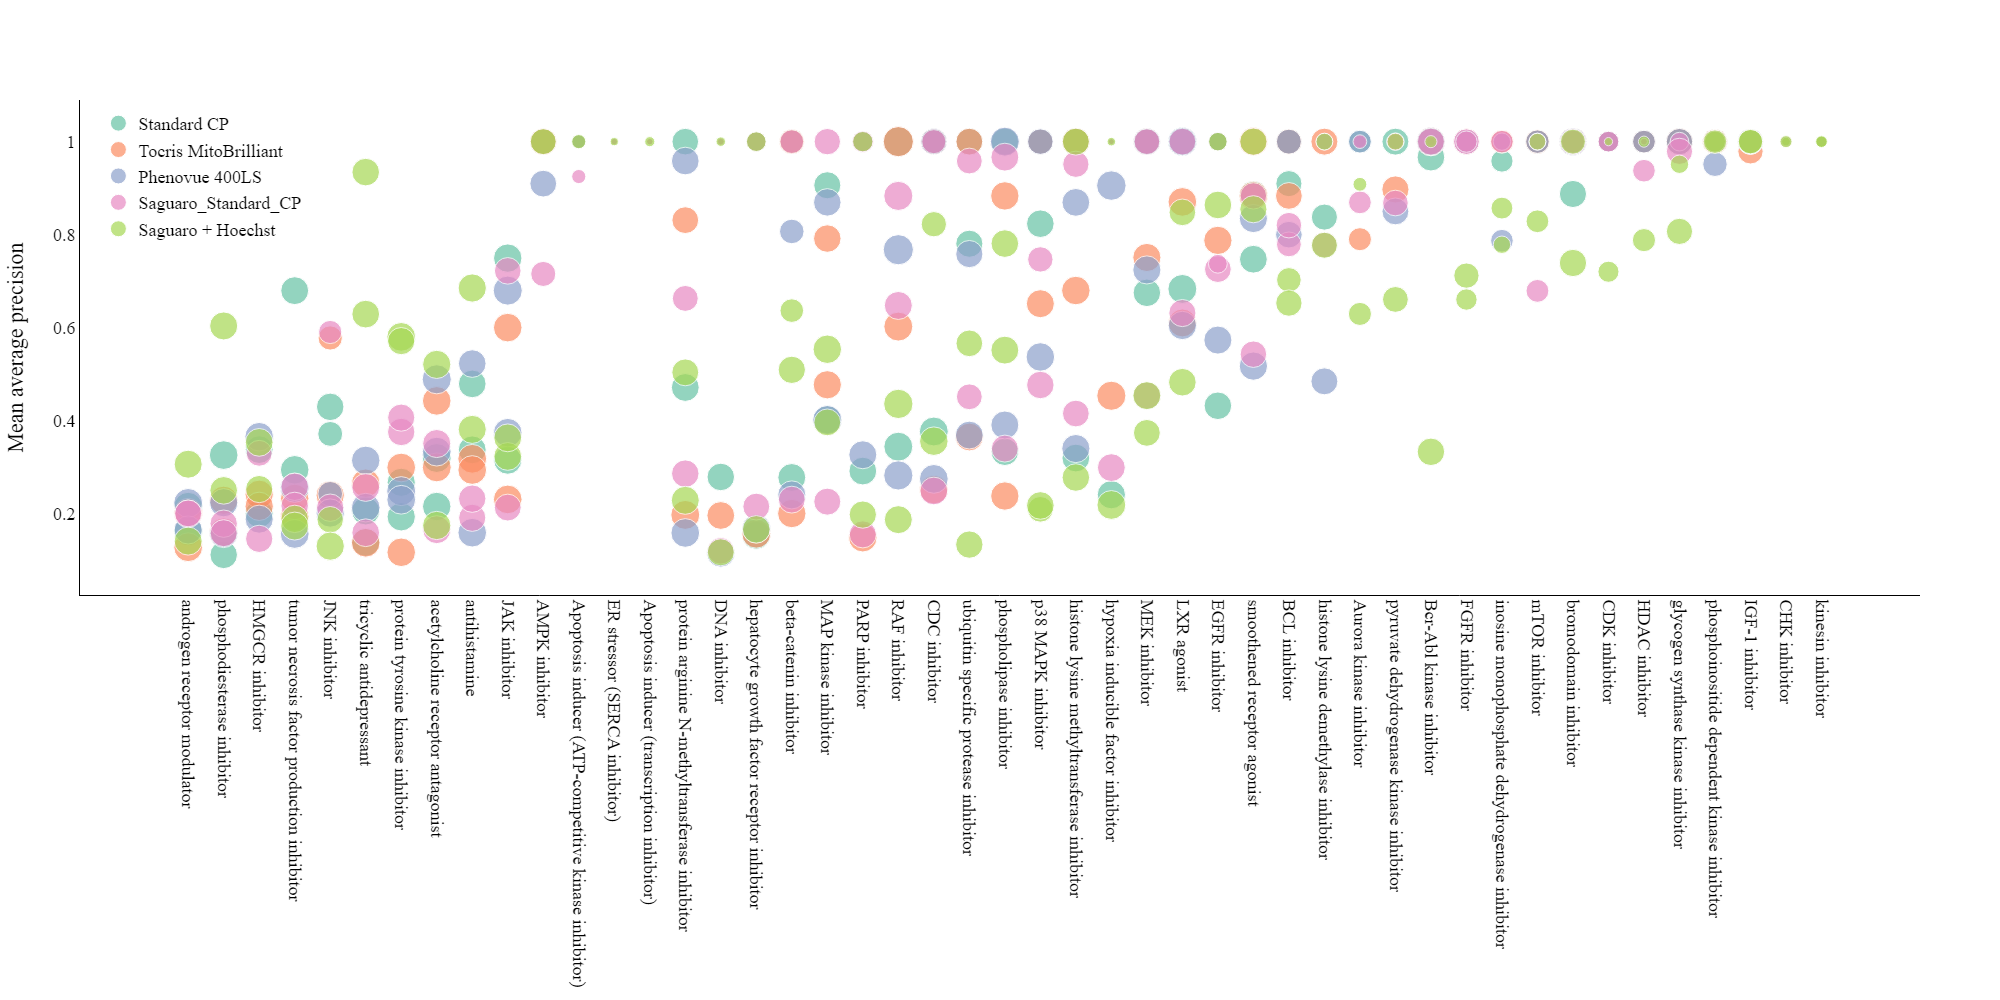 Standard CP
Tocris MitoBrilliant
Phenovue 400LS
Saguaro_Standard_CP
Saguaro + Hoechst
Mean average precision
1
0.8
0.6
0.4
0.2
androgen receptor modulator
phosphodiesterase inhibitor
HMGCR inhibitor
tumor necrosis factor production inhibitor
JNK inhibitor
tricyclic antidepressant
protein tyrosine kinase inhibitor
acetylcholine receptor antagonist
antihistamine
JAK inhibitor
AMPK inhibitor
Apoptosis inducer (ATP-competitive kinase inhibitor)
ER stressor (SERCA inhibitor)
Apoptosis inducer (transcription inhibitor)
protein arginine N-methyltransferase inhibitor
DNA inhibitor
hepatocyte growth factor receptor inhibitor
beta-catenin inhibitor
MAP kinase inhibitor
PARP inhibitor
RAF inhibitor
CDC inhibitor
ubiquitin specific protease inhibitor
phospholipase inhibitor
p38 MAPK inhibitor
histone lysine methyltransferase inhibitor
hypoxia inducible factor inhibitor
MEK inhibitor
LXR agonist
EGFR inhibitor
smoothened receptor agonist
BCL inhibitor
histone lysine demethylase inhibitor
Aurora kinase inhibitor
pyruvate dehydrogenase kinase inhibitor
Bcr-Abl kinase inhibitor
FGFR inhibitor
inosine monophosphate dehydrogenase inhibitor
mTOR inhibitor
bromodomain inhibitor
CDK inhibitor
HDAC inhibitor
glycogen synthase kinase inhibitor
phosphoinositide dependent kinase inhibitor
IGF-1 inhibitor
CHK inhibitor
kinesin inhibitor